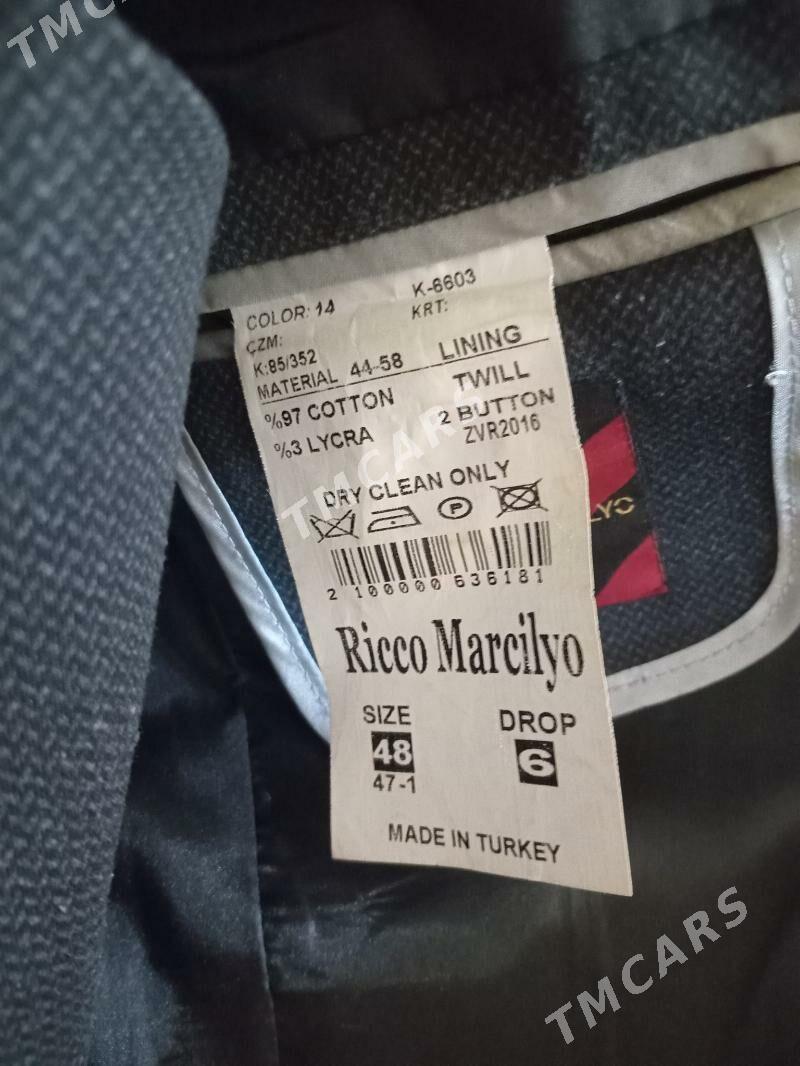 TMCARS
COLOR: 14 K-6603
ÇZM: KRT:
K:85/352
MATERIAL 44-58 LINING
%97 COTTON TWILL
%3 LYCRA 2 BUTTON
ZVR2016
TMCARS
DRY CLEAN ONLY
P
2 100000 636181
LYO
Ricco Marcilyo
SIZE DROP
48 6
47-1
MADE IN TURKEY
TMCARS